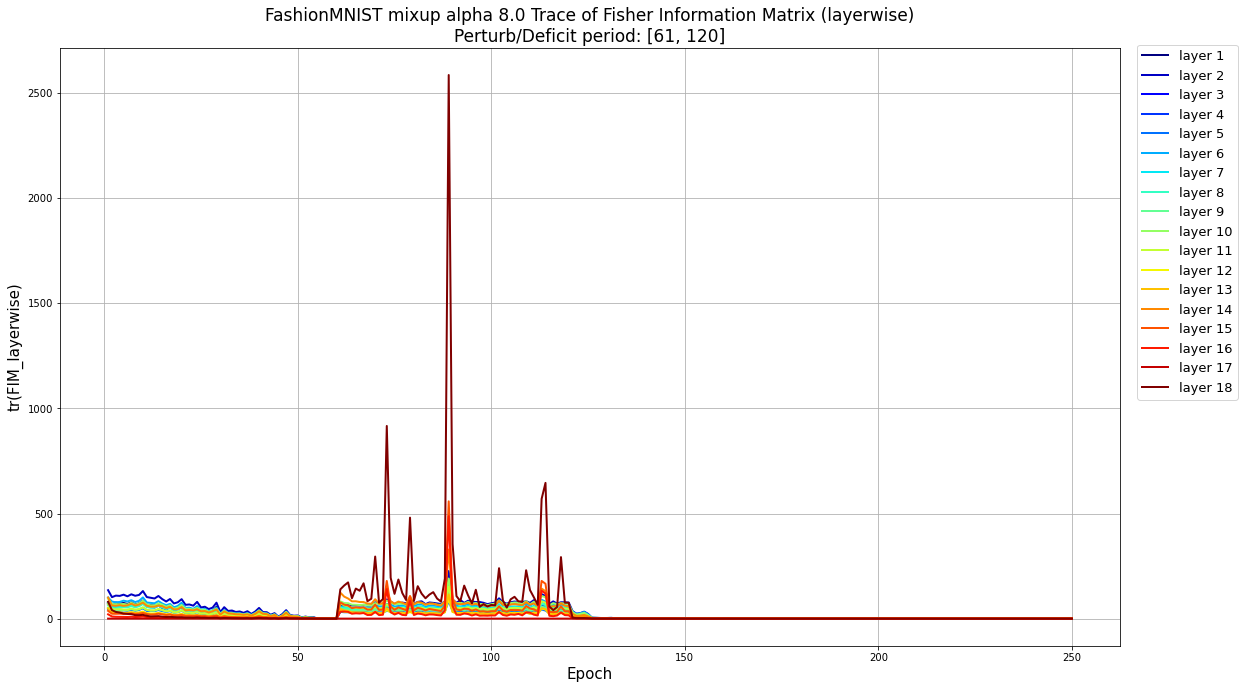 FashionMNIST mixup alpha 8.0 Trace of Fisher Information Matrix (layerwise)
Perturb/Deficit period: [61, 120]
tr(FIM_layerwise)
2500
2000
1500
1000
500
0
0
50
100
150
200
250
Epoch
layer 1
layer 2
layer 3
layer 4
layer 5
layer 6
layer 7
layer 8
layer 9
layer 10
layer 11
layer 12
layer 13
layer 14
layer 15
layer 16
layer 17
layer 18